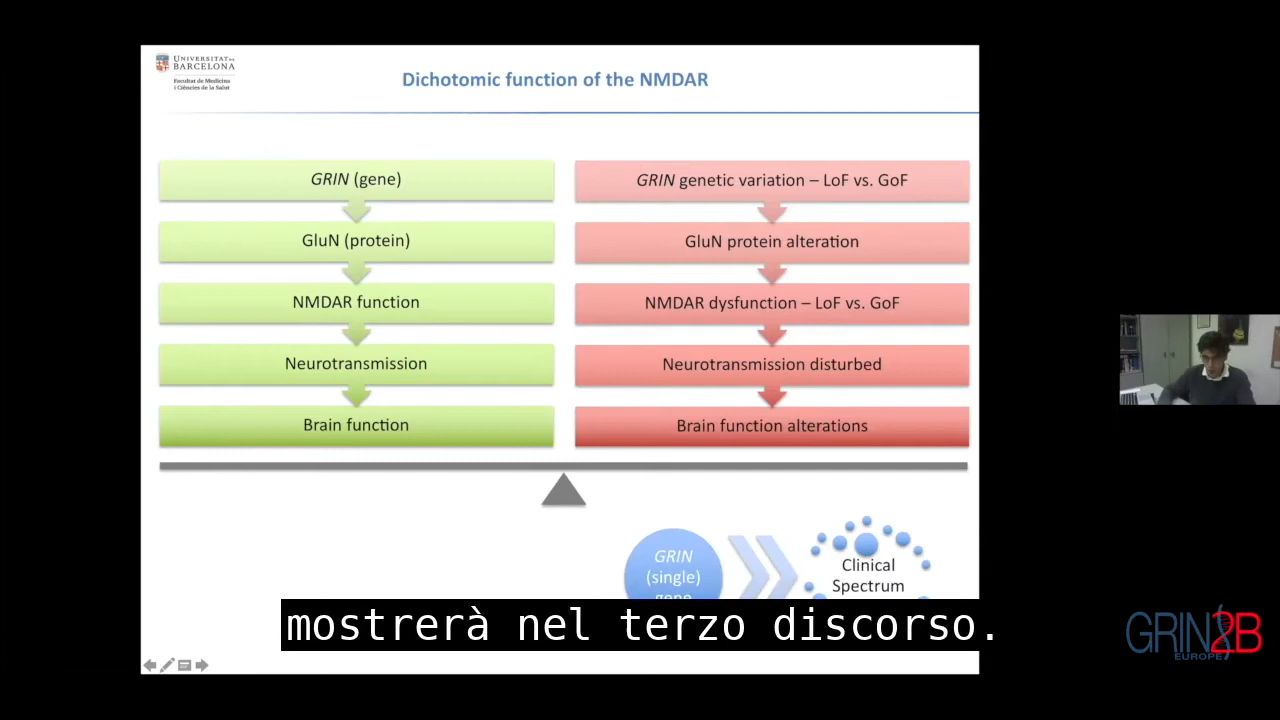 UNIVERSITAT DE
BARCELONA
Facultat de Medicina
i Ciències de la Salut
Dichotomic function of the NMDAR
GRIN (gene)
GluN (protein)
NMDAR function
Neurotransmission
Brain function
GRIN genetic variation – LoF vs. GoF
GluN protein alteration
NMDAR dysfunction – LoF vs. GoF
Neurotransmission disturbed
Brain function alterations
GRIN
(single)
gene
Clinical
Spectrum
mostrerà nel terzo discorso.
GRIN2B
EUROPE